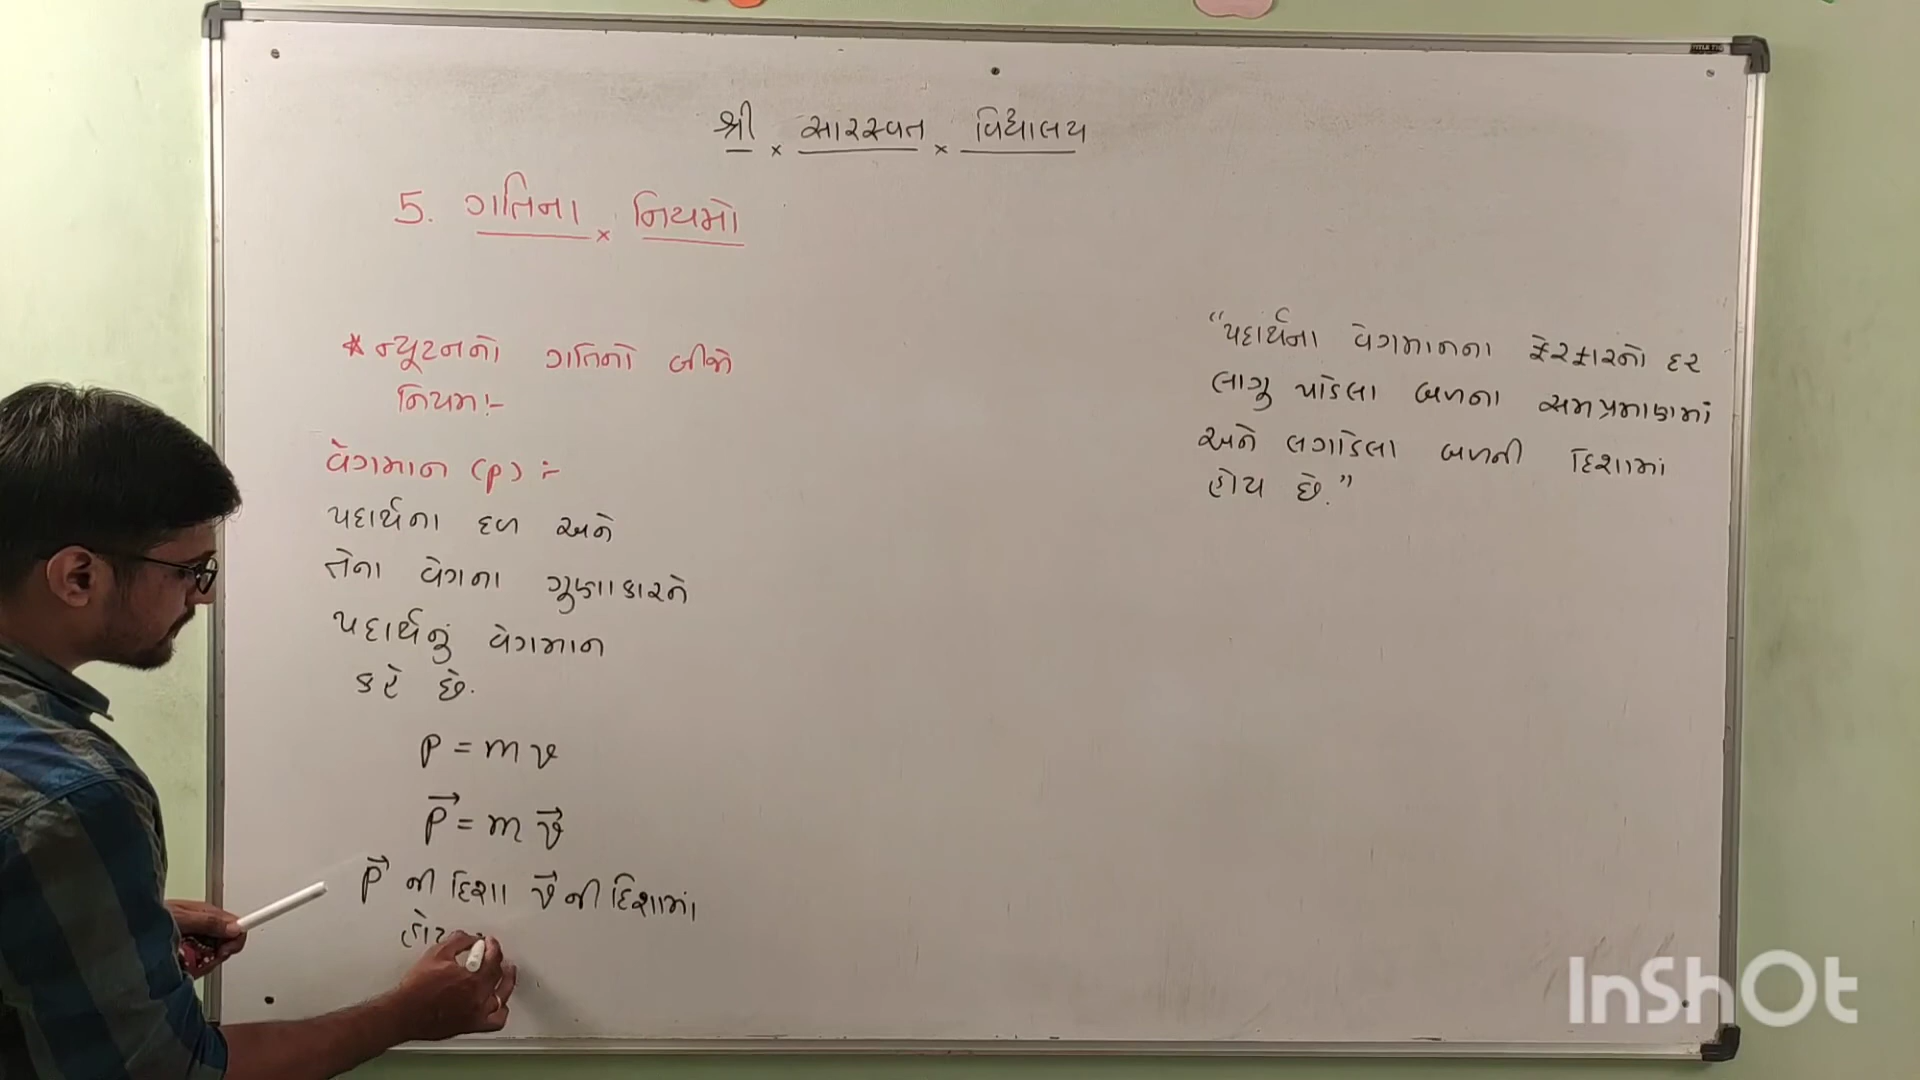 શ્રી × સારસ્વત × વિદ્યાલય
5. ગતિના × નિયમો
* ન્યૂટનનો ગતિનો બીજો
નિયમ:-
વેગમાન (p) :-
પદાર્થના દળ અને
તેના વેગના ગુણાકારને
પદાર્થનું વેગમાન
કહે છે.
p = mv
p⃗ = m v⃗
p⃗ ની દિશા v⃗ ની દિશામાં
હોય
“પદાર્થના વેગમાનના ફેરફારનો દર
લાગુ પાડેલા બળના સમપ્રમાણમાં
અને લગાડેલા બળની દિશામાં
હોય છે.”
InShOt